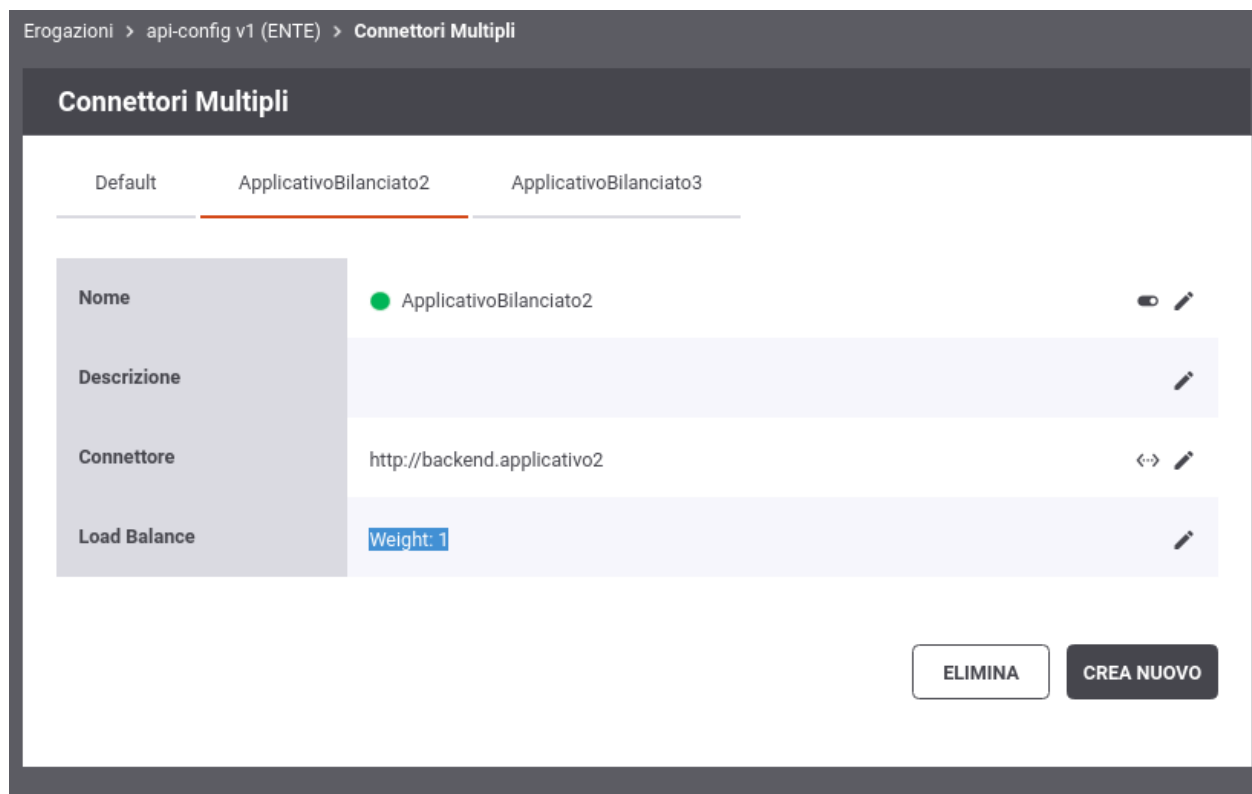 Erogazioni > api-config v1 (ENTE) > Connettori Multipli
Connettori Multipli
Default ApplicativoBilanciato2 ApplicativoBilanciato3
Nome ApplicativoBilanciato2
Descrizione
Connettore http://backend.applicativo2
Load Balance Weight: 1
ELIMINA CREA NUOVO